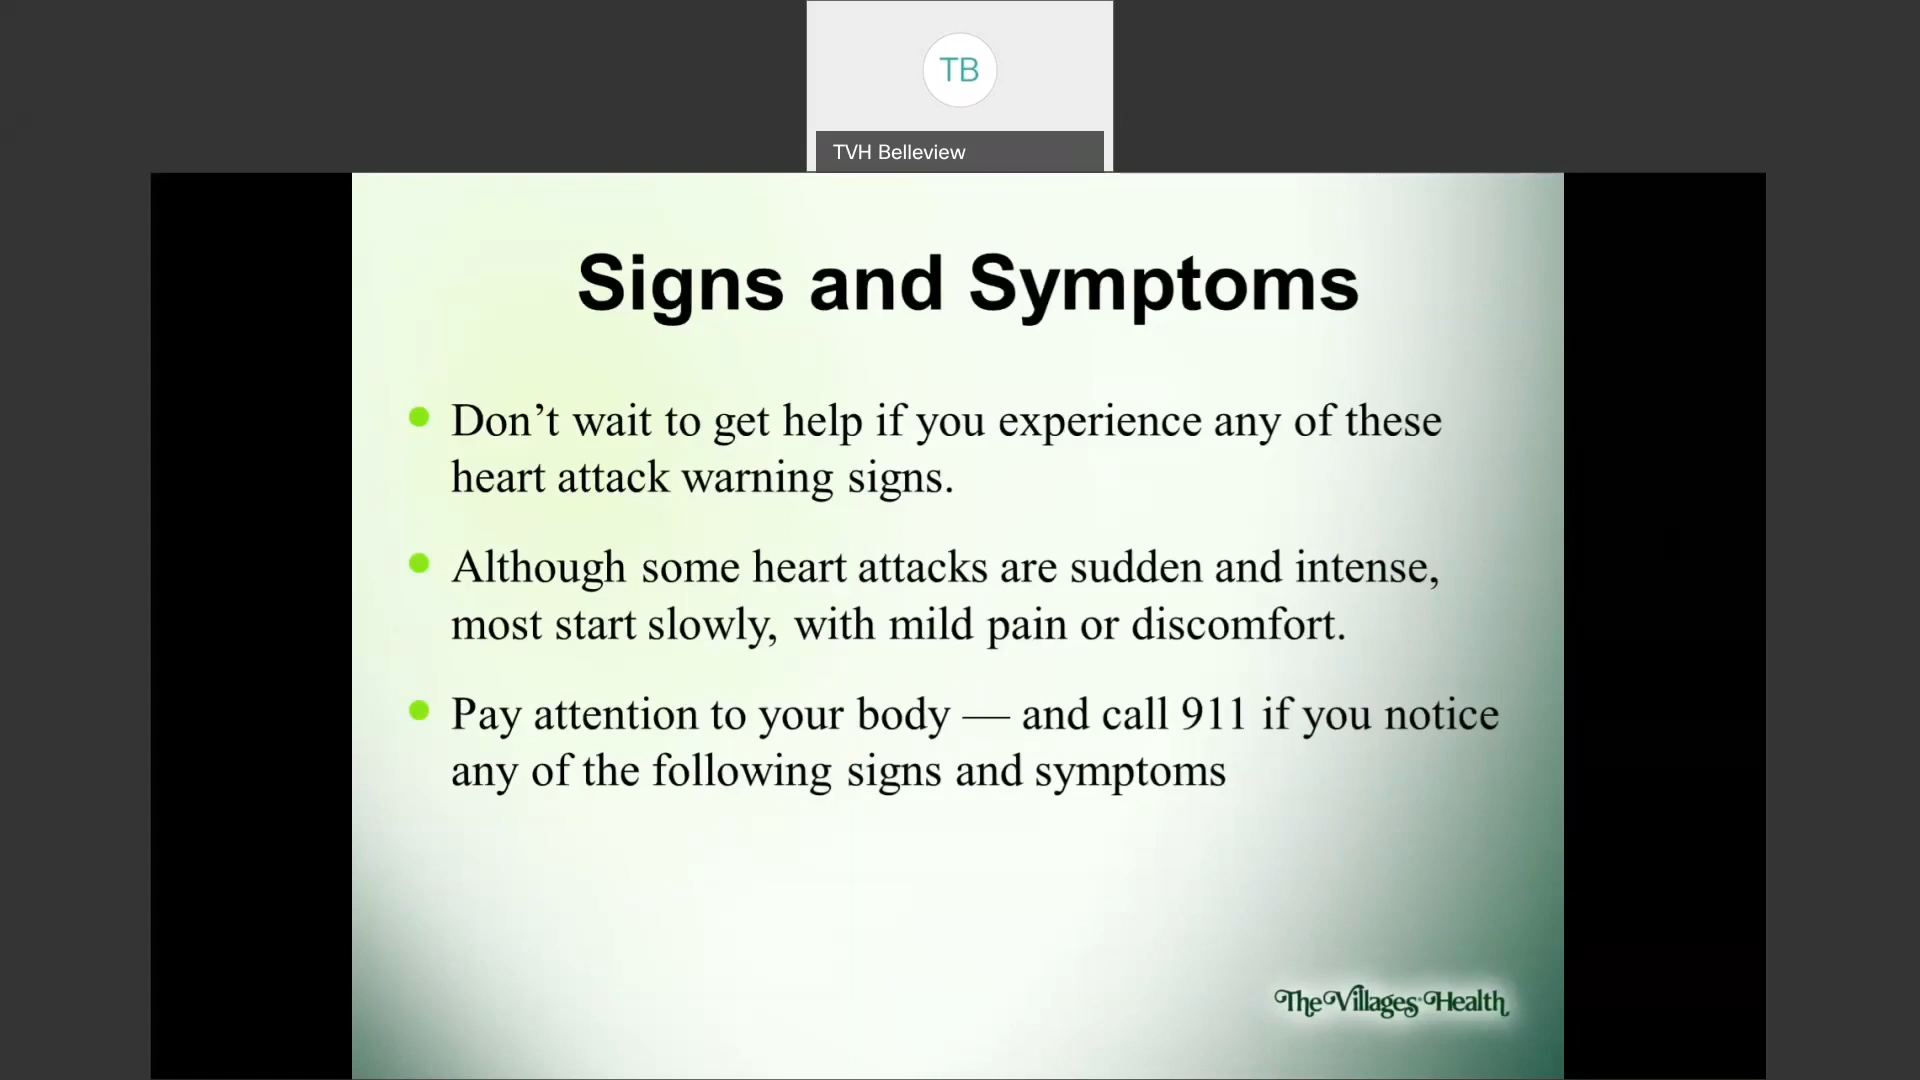 TB
TVH Belleview
Signs and Symptoms
Don’t wait to get help if you experience any of these
heart attack warning signs.
Although some heart attacks are sudden and intense,
most start slowly, with mild pain or discomfort.
Pay attention to your body — and call 911 if you notice
any of the following signs and symptoms
The Villages Health